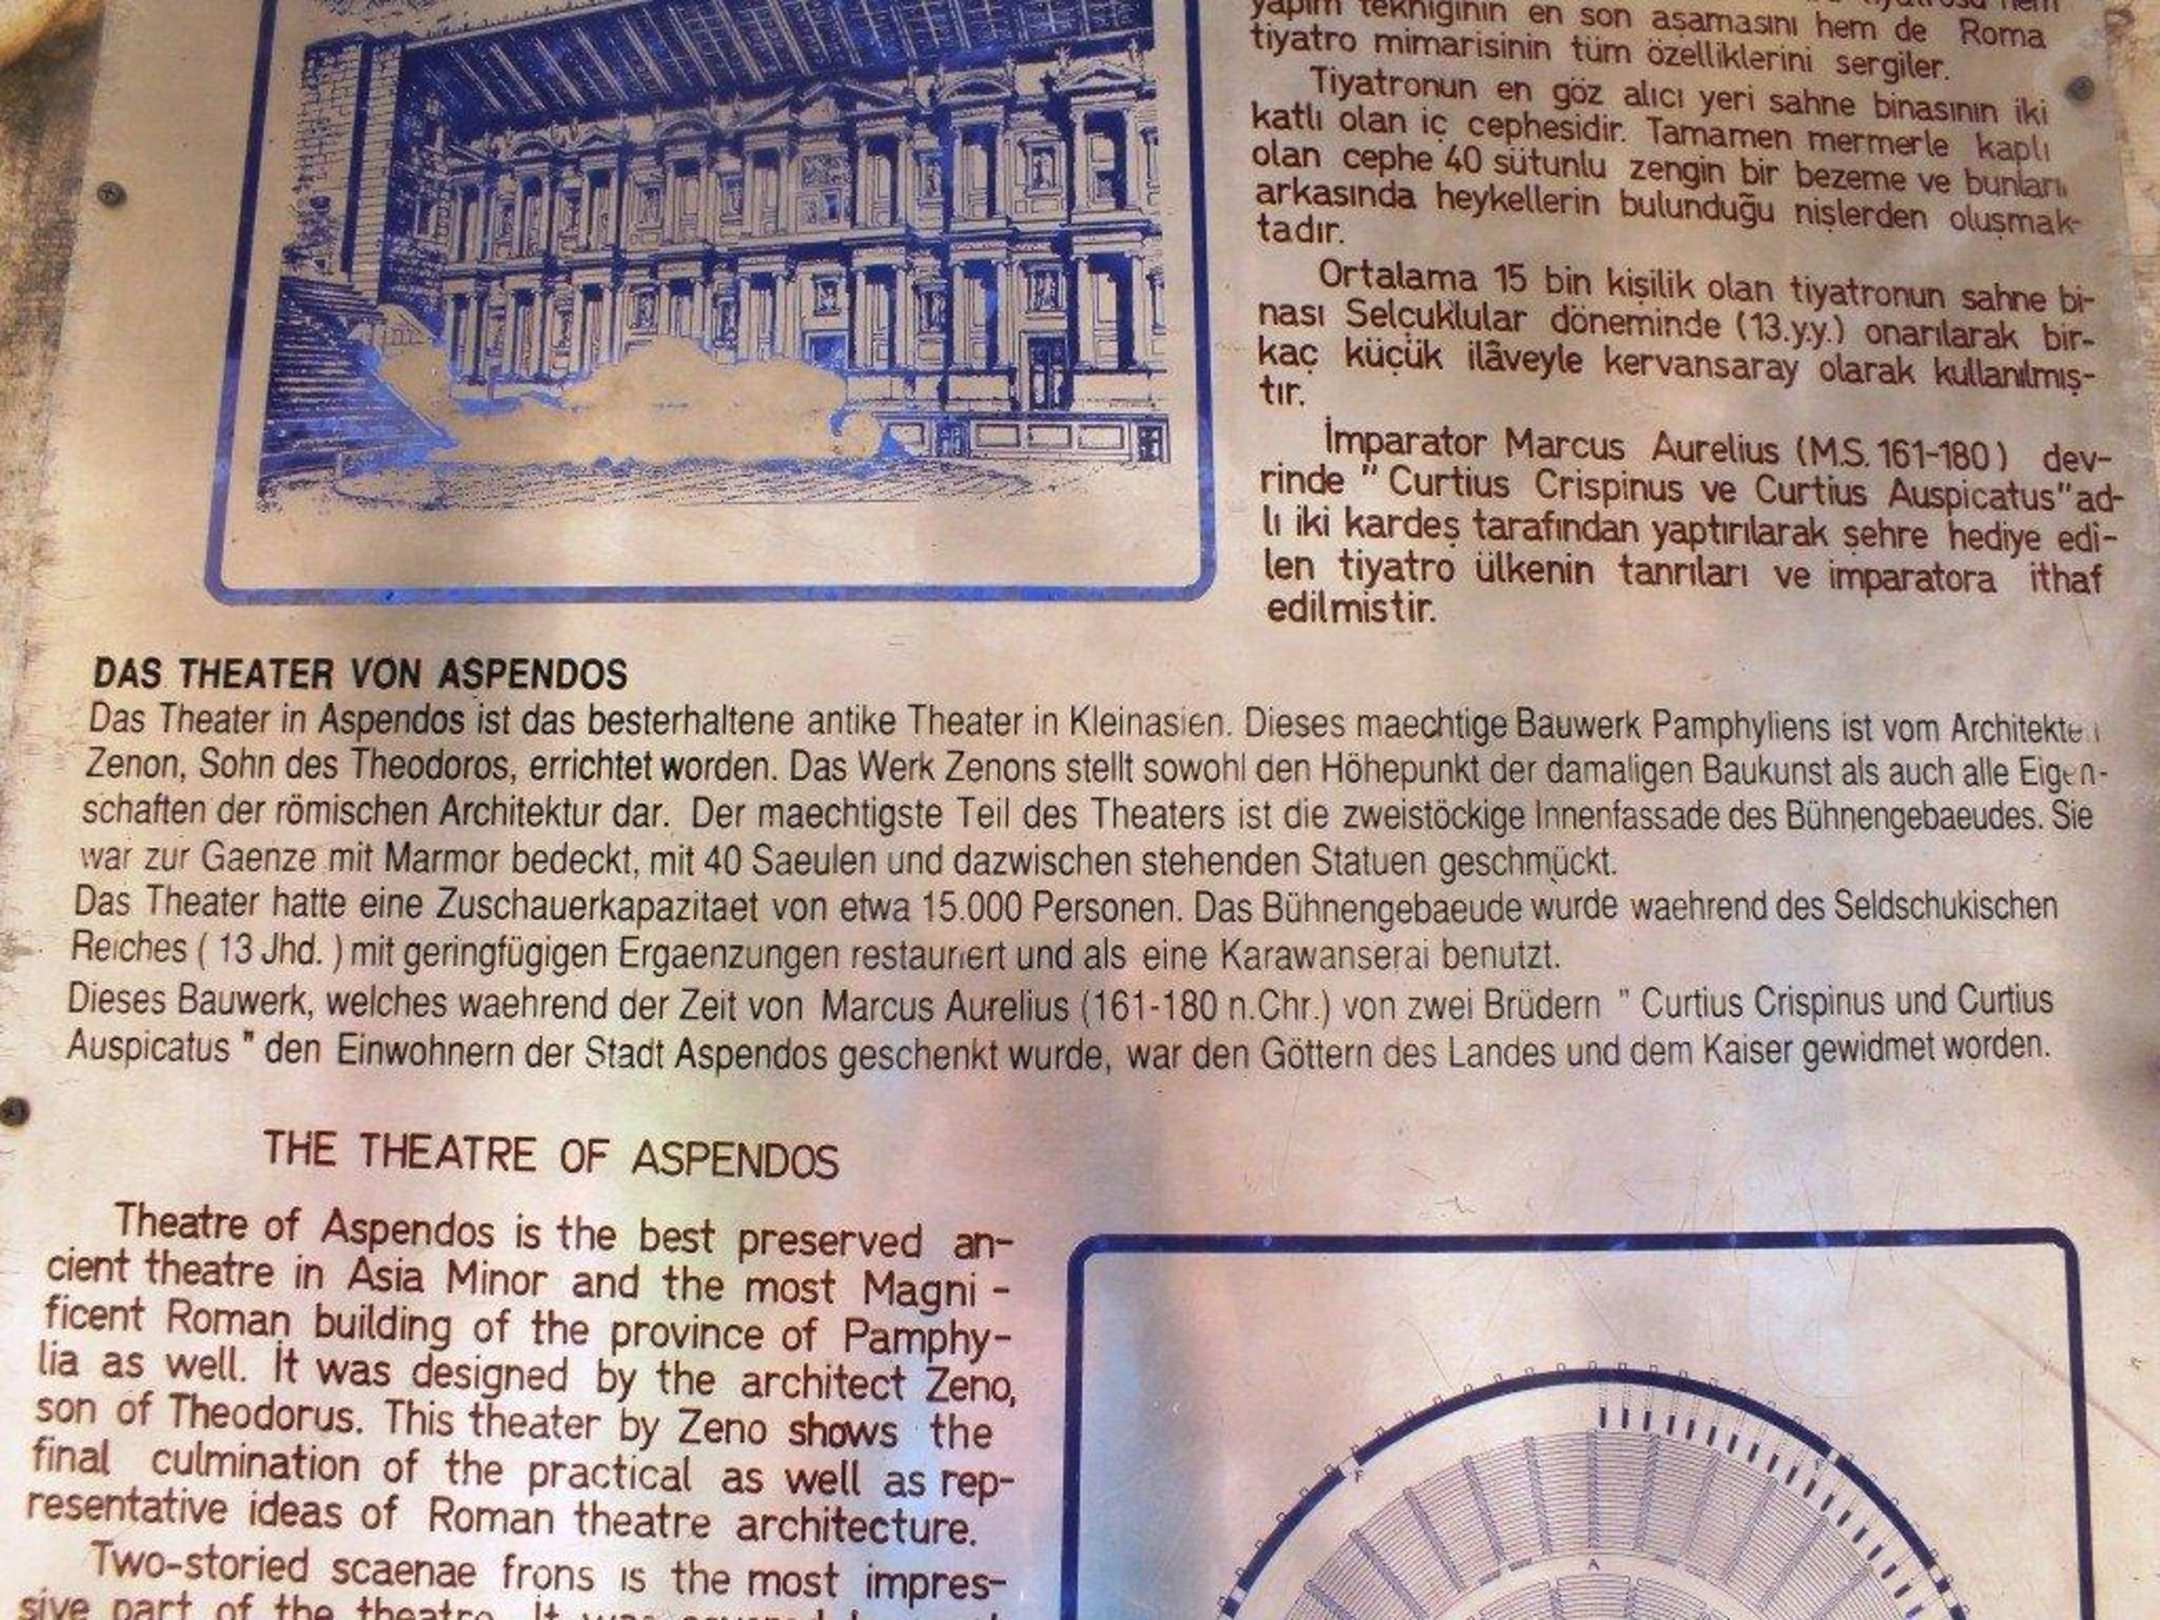 yapım tekniğinin en son aşamasını hem de Roma
tiyatro mimarisinin tüm özelliklerini sergiler.
Tiyatronun en göz alıcı yeri sahne binasının iki
katlı olan iç cephesidir. Tamamen mermerle kaplı
olan cephe 40 sütunlu zengin bir bezeme ve bunların
arkasında heykellerin bulunduğu nişlerden oluşmak-
tadır.
Ortalama 15 bin kişilik olan tiyatronun sahne bi-
nası Selçuklular döneminde (13.y.y.) onarılarak bir-
kaç küçük ilâveyle kervansaray olarak kullanılmış-
tır.
İmparator Marcus Aurelius (M.S. 161-180) dev-
rinde " Curtius Crispinus ve Curtius Auspicatus" ad-
lı iki kardeş tarafından yaptırılarak şehre hediye edi-
len tiyatro ülkenin tanrıları ve imparatora ithaf
edilmiştir.
DAS THEATER VON ASPENDOS
Das Theater in Aspendos ist das besterhaltene antike Theater in Kleinasien. Dieses maechtige Bauwerk Pamphyliens ist vom Architekten
Zenon, Sohn des Theodoros, errichtet worden. Das Werk Zenons stellt sowohl den Höhepunkt der damaligen Baukunst als auch alle Eigen-
schaften der römischen Architektur dar. Der maechtigste Teil des Theaters ist die zweistöckige Innenfassade des Bühnengebaeudes. Sie
war zur Gaenze mit Marmor bedeckt, mit 40 Saeulen und dazwischen stehenden Statuen geschmückt.
Das Theater hatte eine Zuschauerkapazitaet von etwa 15.000 Personen. Das Bühnengebaeude wurde waehrend des Seldschukischen
Reiches ( 13 Jhd. ) mit geringfügigen Ergaenzungen restauriert und als eine Karawanserai benutzt.
Dieses Bauwerk, welches waehrend der Zeit von Marcus Aurelius (161-180 n.Chr.) von zwei Brüdern " Curtius Crispinus und Curtius
Auspicatus " den Einwohnern der Stadt Aspendos geschenkt wurde, war den Göttern des Landes und dem Kaiser gewidmet worden.
THE THEATRE OF ASPENDOS
Theatre of Aspendos is the best preserved an-
cient theatre in Asia Minor and the most Magni -
ficent Roman building of the province of Pamphy-
lia as well. It was designed by the architect Zeno,
son of Theodorus. This theater by Zeno shows the
final culmination of the practical as well as rep-
resentative ideas of Roman theatre architecture.
Two-storied scaenae frons is the most impres-
sive part of the theatre. It was
F
A